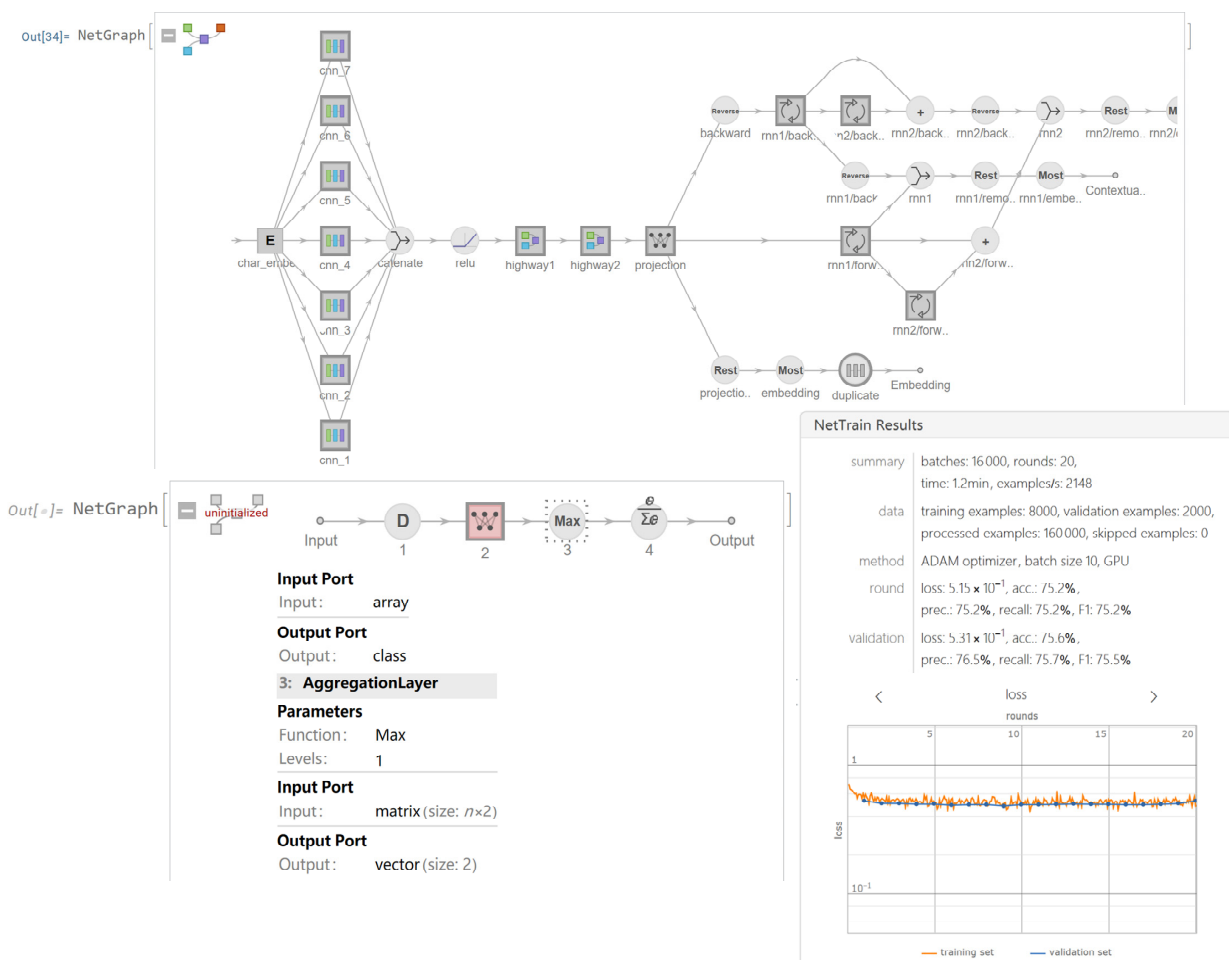 Out[34]= NetGraph
cnn_7
cnn_6
cnn_5
E
char_embe
cnn_4
catenate
relu
highway1
highway2
projection
cnn_3
cnn_2
cnn_1
Reverse
backward
rnn1/back..
rnn2/back..
+
rnn2/back..
Reverse
rnn2/back..
rnn2
Rest
rnn2/remo..
M
rnn2/
Reverse
rnn1/back
rnn1
Rest
rnn1/remo..
Most
rnn1/embe..
Contextua..
rnn1/forw..
+
rnn2/forw..
rnn2/forw..
Rest
projectio..
Most
embedding
duplicate
Embedding
Out[ ]= NetGraph
uninitialized
Input
D
1
2
Max
3
e
Σe
4
Output
Input Port
Input: array
Output Port
Output: class
3: AggregationLayer
Parameters
Function: Max
Levels: 1
Input Port
Input: matrix (size: n×2)
Output Port
Output: vector (size: 2)
NetTrain Results
summary batches: 16 000, rounds: 20,
time: 1.2min, examples/s: 2148
data training examples: 8000, validation examples: 2000,
processed examples: 160 000, skipped examples: 0
method ADAM optimizer, batch size 10, GPU
round loss: 5.15 × 10⁻¹, acc.: 75.2%,
prec.: 75.2%, recall: 75.2%, F1: 75.2%
validation loss: 5.31 × 10⁻¹, acc.: 75.6%,
prec.: 76.5%, recall: 75.7%, F1: 75.5%
loss
rounds
5 10 15 20
1
loss
10⁻¹
training set validation set